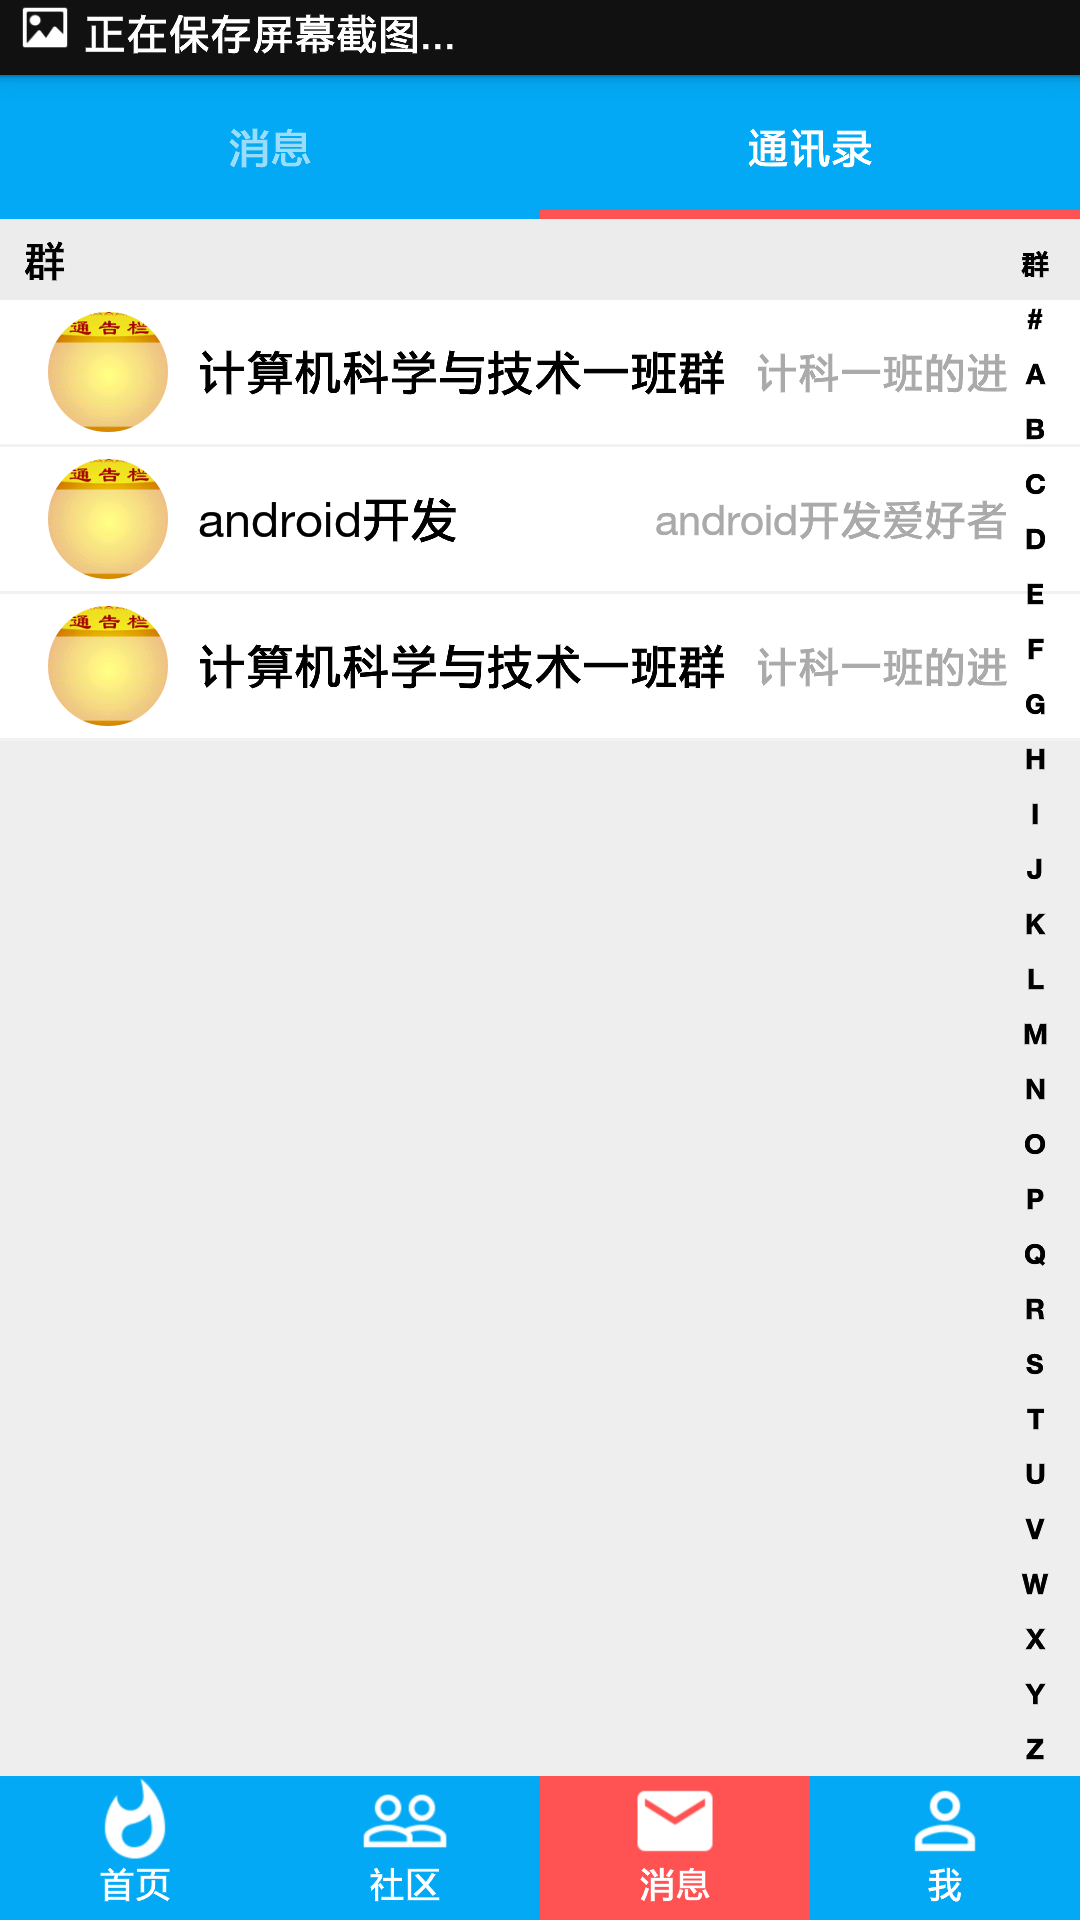 正在保存屏幕截图...
消息
通讯录
群
通告栏
计算机科学与技术一班群 计科一班的进
通告栏
android开发 android开发爱好者
通告栏
计算机科学与技术一班群 计科一班的进
群
#
A
B
C
D
E
F
G
H
I
J
K
L
M
N
O
P
Q
R
S
T
U
V
W
X
Y
Z
首页
社区
消息
我